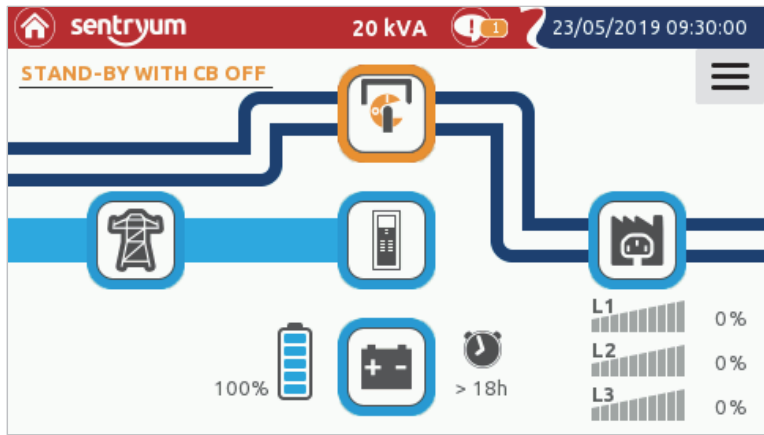 sentryum 20 kVA 1 23/05/2019 09:30:00
STAND-BY WITH CB OFF
L1 0%
L2 0%
100% > 18h
L3 0%